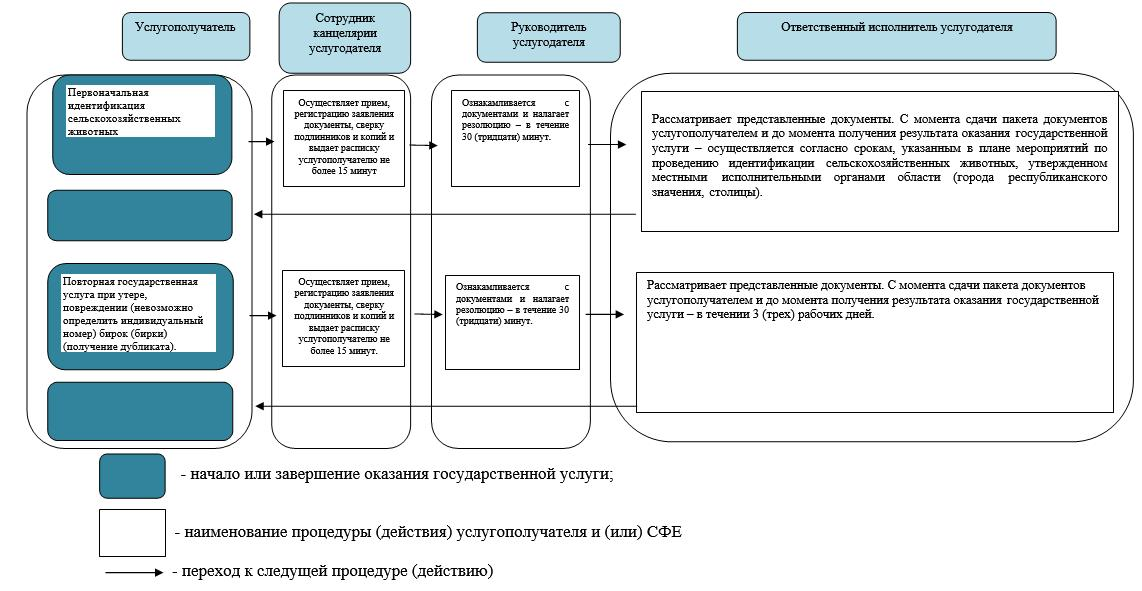 Услугополучатель
Сотрудник
канцелярии
услугодателя
Руководитель
услугодателя
Ответственный исполнитель услугодателя
Первоначальная
идентификация
сельскохозяйственных
животных
Осуществляет прием,
регистрацию заявления
документы, сверку
подлинников и копий и
выдает расписку
услугополучателю не
более 15 минут
Ознакамливается с
документами и налагает
резолюцию – в течение
30 (тридцати) минут.
Рассматривает представленные документы. С момента сдачи пакета документов
услугополучателем и до момента получения результата оказания государственной
услуги – осуществляется согласно срокам, указанным в плане мероприятий по
проведению идентификации сельскохозяйственных животных, утвержденном
местными исполнительными органами области (города республиканского
значения, столицы).
Повторная государственная
услуга при утере,
повреждении (невозможно
определить индивидуальный
номер) бирок (бирки)
(получение дубликата).
Осуществляет прием,
регистрацию заявления
документы, сверку
подлинников и копий и
выдает расписку
услугополучателю не
более 15 минут.
Ознакамливается с
документами и налагает
резолюцию – в течение 30
(тридцати) минут.
Рассматривает представленные документы. С момента сдачи пакета документов
услугополучателем и до момента получения результата оказания государственной
услуги – в течении 3 (трех) рабочих дней.
- начало или завершение оказания государственной услуги;
- наименование процедуры (действия) услугополучателя и (или) СФЕ
- переход к следущей процедуре (действию)